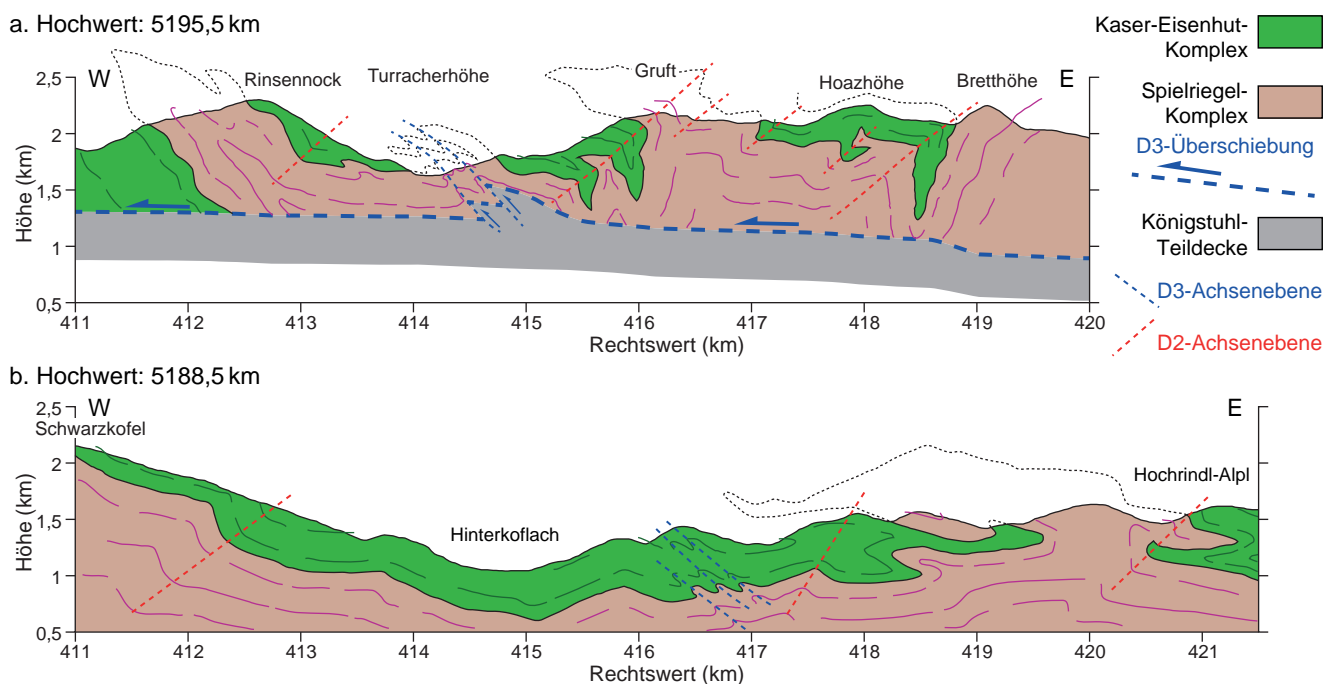 a. Hochwert: 5195,5 km
W
E
Rinsennock
Turracherhöhe
Gruft
Hoazhöhe
Bretthöhe
2,5
2
1,5
1
0,5
Höhe (km)
411 412 413 414 415 416 417 418 419 420
Rechtswert (km)
Kaser-Eisenhut-
Komplex
Spielriegel-
Komplex
D3-Überschiebung
Königstuhl-
Teildecke
D3-Achsenebene
D2-Achsenebene
b. Hochwert: 5188,5 km
W
E
Schwarzkofel
Hinterkoflach
Hochrindl-Alpl
2,5
2
1,5
1
0,5
Höhe (km)
411 412 413 414 415 416 417 418 419 420 421
Rechtswert (km)